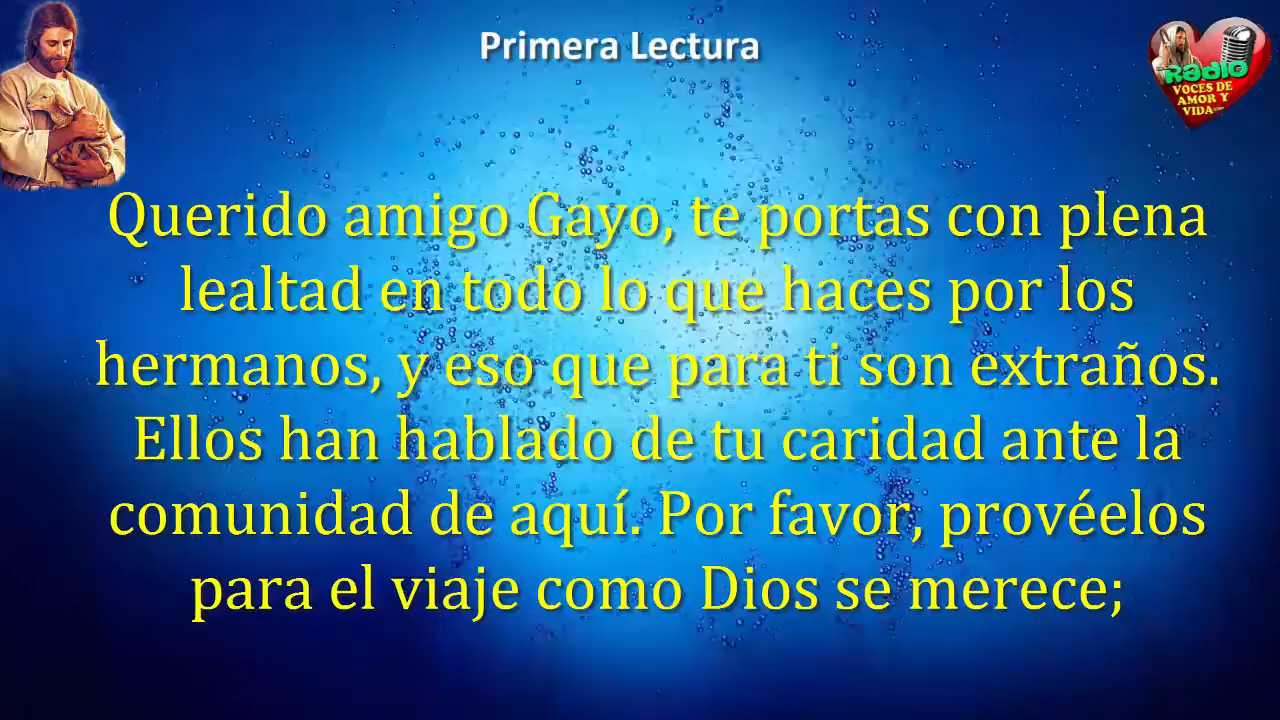 Primera Lectura
Radio
VOCES DE
AMOR Y
VIDA
Querido amigo Gayo, te portas con plena
lealtad en todo lo que haces por los
hermanos, y eso que para ti son extraños.
Ellos han hablado de tu caridad ante la
comunidad de aquí. Por favor, provéelos
para el viaje como Dios se merece;